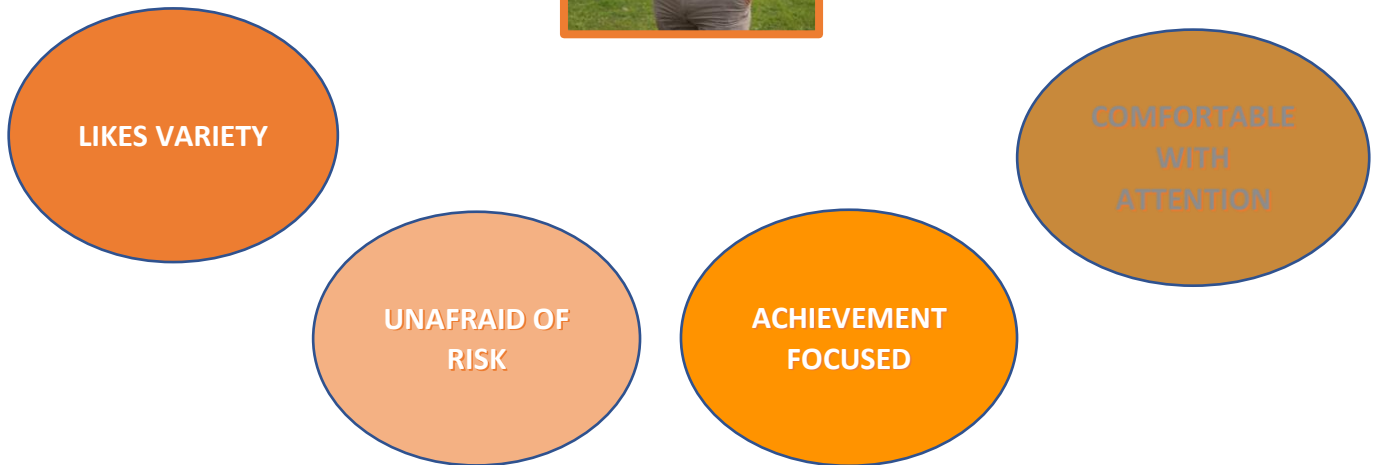 LIKES VARIETY
COMFORTABLE
WITH
ATTENTION
UNAFRAID OF
RISK
ACHIEVEMENT
FOCUSED